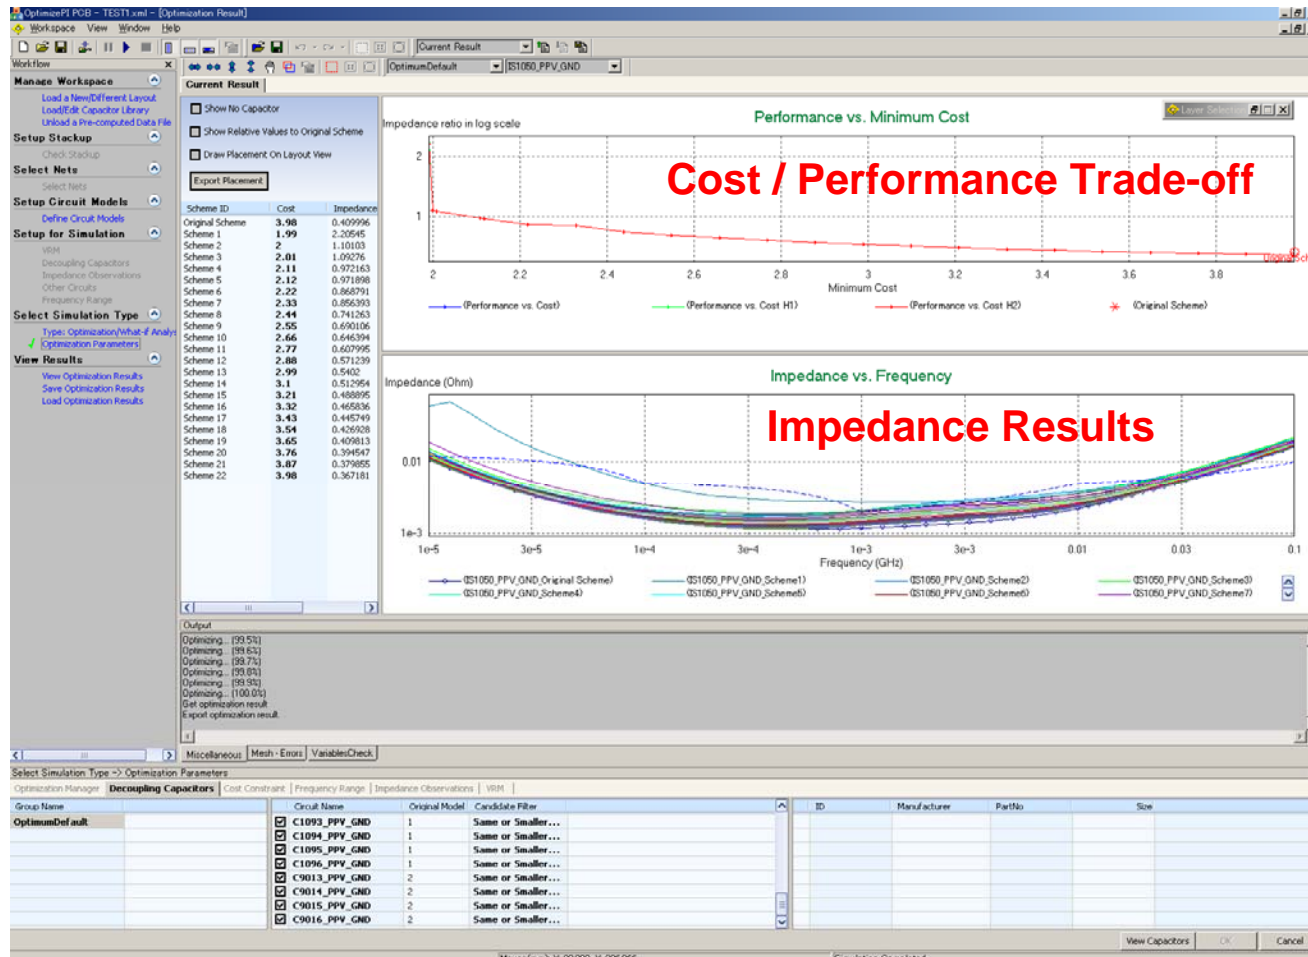 OptimizePI PCB - TEST1.xml - [Optimization Result]
Workspace View Window Help
Current Result
Workflow
OptimumDefault IS1050_PPV_GND
Manage Workspace
Load a New/Different Layout
Load/Edit Capacitor Library
Unload a Pre-computed Data File
Setup Stackup
Check Stackup
Select Nets
Select Nets
Setup Circuit Models
Define Circuit Models
Setup for Simulation
VRM
Decoupling Capacitors
Impedance Observations
Other Circuits
Frequency Range
Select Simulation Type
Type: Optimization/What-if Analys
Optimization Parameters
View Results
View Optimization Results
Save Optimization Results
Load Optimization Results
Current Result
Show No Capacitor
Show Relative Values to Original Scheme
Draw Placement On Layout View
Export Placement
Scheme ID Cost Impedance
Original Scheme 3.98 0.409996
Scheme 1 1.99 2.20545
Scheme 2 2 1.10103
Scheme 3 2.01 1.09276
Scheme 4 2.11 0.972163
Scheme 5 2.12 0.971898
Scheme 6 2.22 0.868791
Scheme 7 2.33 0.856393
Scheme 8 2.44 0.741263
Scheme 9 2.55 0.690106
Scheme 10 2.66 0.646394
Scheme 11 2.77 0.607995
Scheme 12 2.88 0.571239
Scheme 13 2.99 0.5402
Scheme 14 3.1 0.512954
Scheme 15 3.21 0.488895
Scheme 16 3.32 0.465836
Scheme 17 3.43 0.445749
Scheme 18 3.54 0.426928
Scheme 19 3.65 0.409813
Scheme 20 3.76 0.394547
Scheme 21 3.87 0.379855
Scheme 22 3.98 0.367181
Performance vs. Minimum Cost
Layer Selection
Impedance ratio in log scale
Cost / Performance Trade-off
2
1
Original Sch
2 2.2 2.4 2.6 2.8 3 3.2 3.4 3.6 3.8
Minimum Cost
(Performance vs. Cost) (Performance vs. Cost H1) (Performance vs. Cost H2) (Original Scheme)
Impedance vs. Frequency
Impedance (Ohm)
Impedance Results
0.01
1e-3
1e-5 3e-5 1e-4 3e-4 1e-3 3e-3 0.01 0.03 0.1
Frequency (GHz)
(IS1050_PPV_GND_Original Scheme) (IS1050_PPV_GND_Scheme1) (IS1050_PPV_GND_Scheme2) (IS1050_PPV_GND_Scheme3)
(IS1050_PPV_GND_Scheme4) (IS1050_PPV_GND_Scheme5) (IS1050_PPV_GND_Scheme6) (IS1050_PPV_GND_Scheme7)
Output
Optimizing... (99.5%)
Optimizing... (99.6%)
Optimizing... (99.7%)
Optimizing... (99.8%)
Optimizing... (99.9%)
Optimizing... (100.0%)
Get optimization result
Export optimization result.
Miscellaneous Mesh - Errors VariablesCheck
Select Simulation Type -> Optimization Parameters
Optimization Manager Decoupling Capacitors Cost Constraint Frequency Range Impedance Observations VRM
Group Name Circuit Name Original Model Candidate Filter ID Manufacturer PartNo Size
OptimumDefault C1093_PPV_GND 1 Same or Smaller...
C1094_PPV_GND 1 Same or Smaller...
C1095_PPV_GND 1 Same or Smaller...
C1096_PPV_GND 1 Same or Smaller...
C9013_PPV_GND 2 Same or Smaller...
C9014_PPV_GND 2 Same or Smaller...
C9015_PPV_GND 2 Same or Smaller...
C9016_PPV_GND 2 Same or Smaller...
View Capacitors OK Cancel